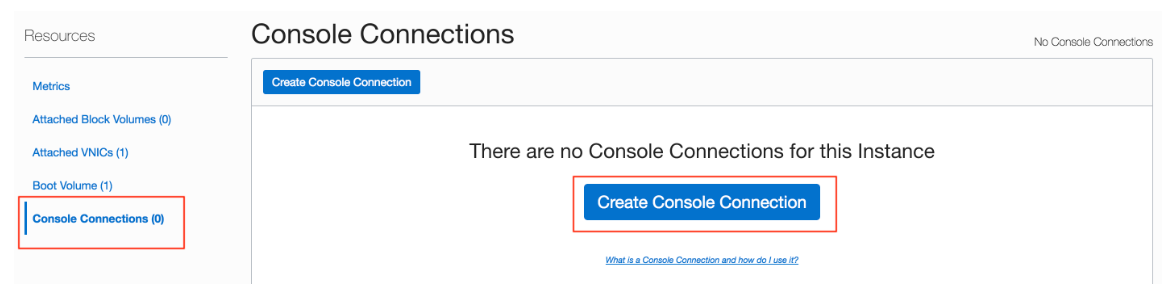 Resources
Metrics
Attached Block Volumes (0)
Attached VNICs (1)
Boot Volume (1)
Console Connections (0)
Console Connections
No Console Connections
Create Console Connection
There are no Console Connections for this Instance
Create Console Connection
What is a Console Connection and how do I use it?